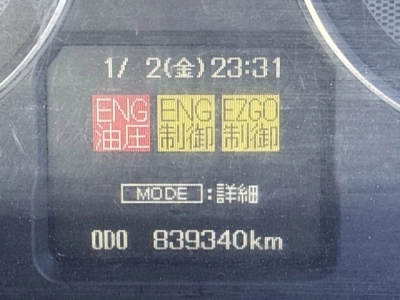 1/ 2(金)23:31
ENG ENG EZGO
油圧 制御 制御
MODE:詳細
ODO 839340km